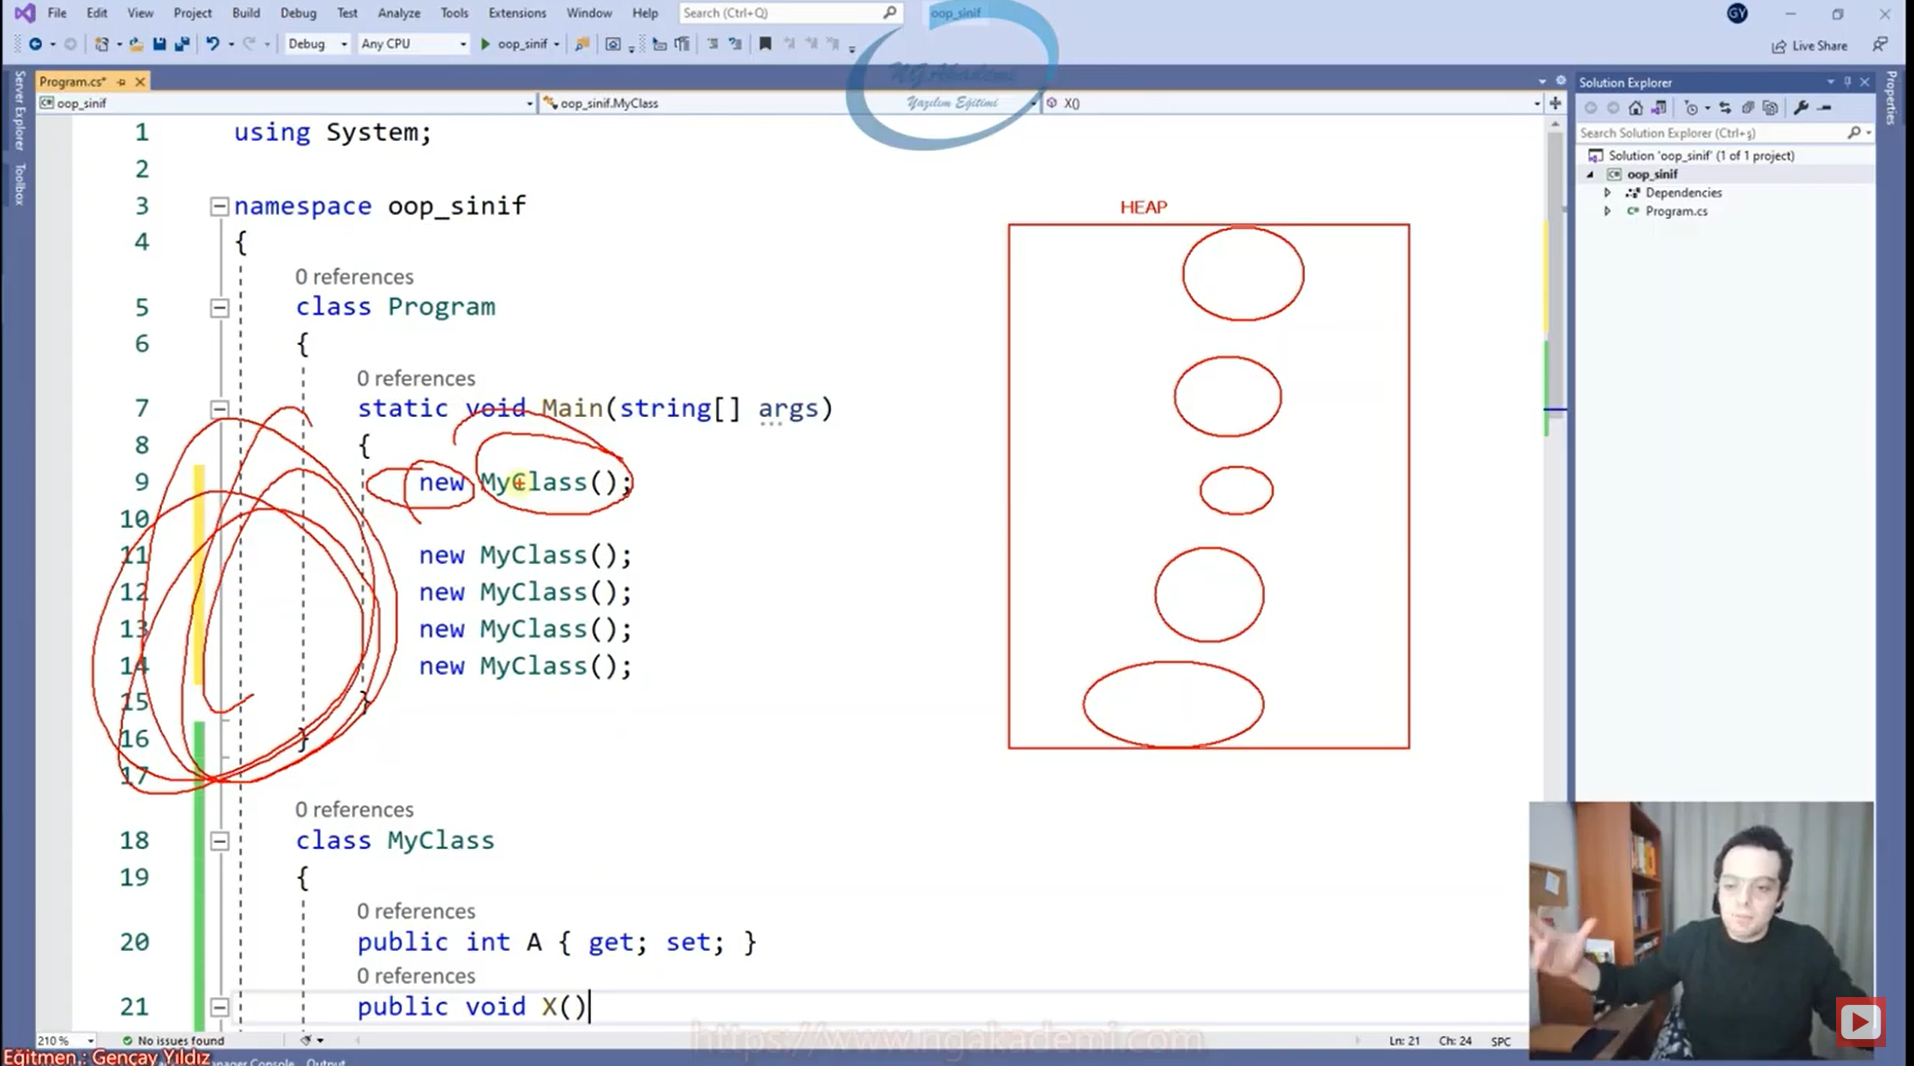 File Edit View Project Build Debug Test Analyze Tools Extensions Window Help Search (Ctrl+Q) oop_sinif GY
Debug Any CPU oop_sinif Live Share
NGAkademi
Yazılım Eğitimi
Server Explorer
Toolbox
Program.cs*
oop_sinif oop_sinif.MyClass X()
1 using System;
2
3 namespace oop_sinif
4 {
0 references
5 class Program
6 {
0 references
7 static void Main(string[] args)
8 {
9 new MyClass();
10
11 new MyClass();
12 new MyClass();
13 new MyClass();
14 new MyClass();
15 }
16 }
17
0 references
18 class MyClass
19 {
0 references
20 public int A { get; set; }
0 references
21 public void X()
HEAP
Solution Explorer
Search Solution Explorer (Ctrl+ş)
Solution 'oop_sinif' (1 of 1 project)
oop_sinif
Dependencies
Program.cs
Properties
210 % No issues found Ln: 21 Ch: 24 SPC
https://www.ngakademi.com
Eğitmen : Gençay Yıldız
Manager Console Output